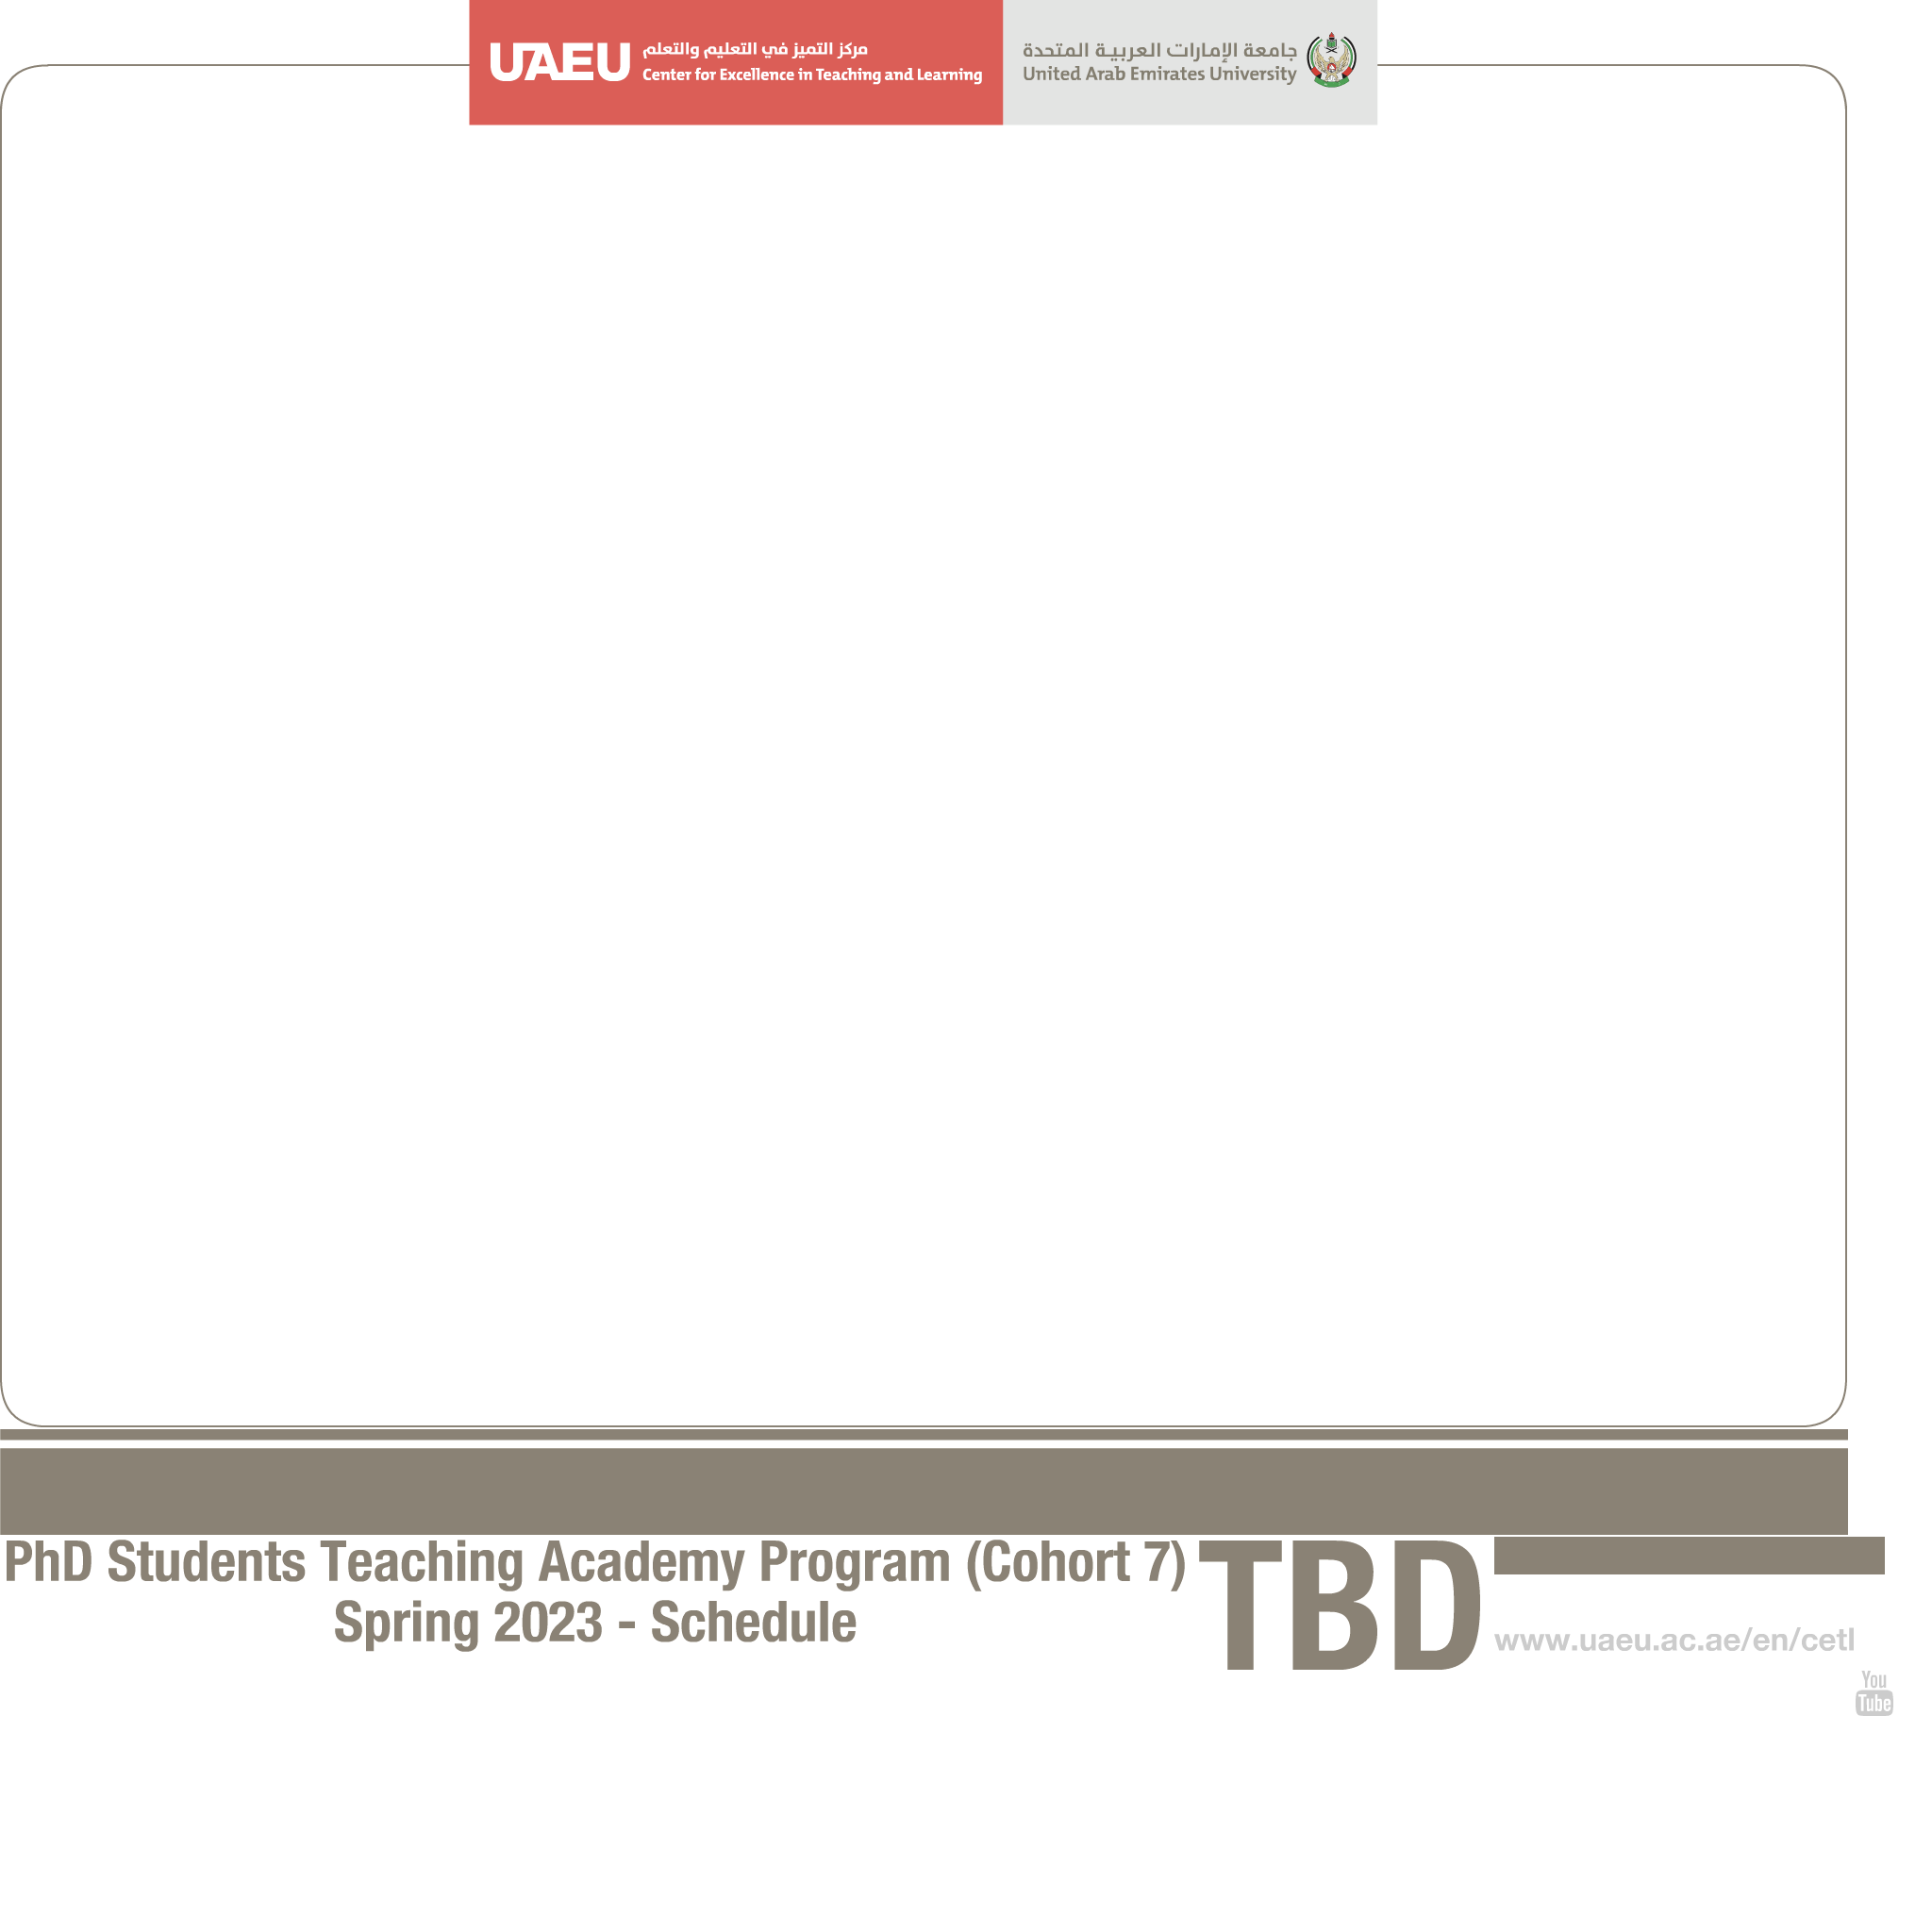 UAEU
مركز التميز في التعليم والتعلم
Center for Excellence in Teaching and Learning
جامعة الإمارات العربيـة المتحدة
United Arab Emirates University
PhD Students Teaching Academy Program (Cohort 7)
Spring 2023 - Schedule
TBD
www.uaeu.ac.ae/en/cetl
You
Tube